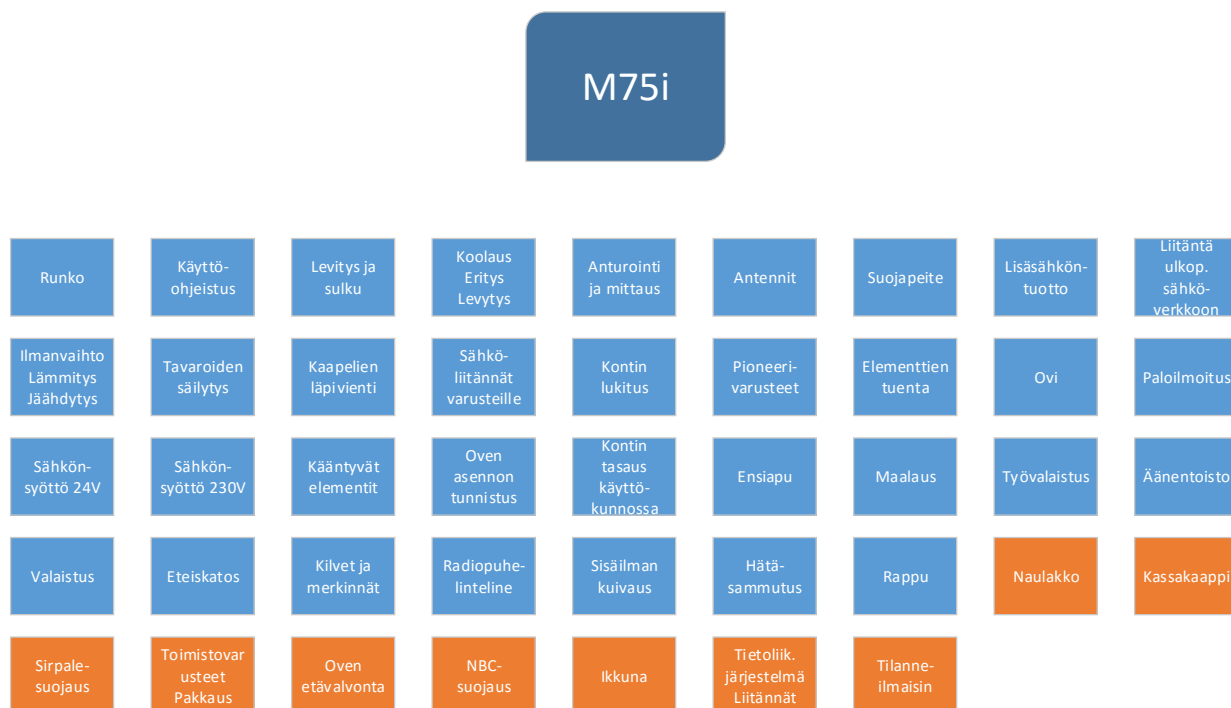 M75i
Runko
Käyttö-
ohjeistus
Levitys ja
sulku
Koolaus
Eritys
Levytys
Anturointi
ja mittaus
Antennit
Suojapeite
Lisäsähkön-
tuotto
Liitäntä
ulkop.
sähkö-
verkkoon
Ilmanvaihto
Lämmitys
Jäähdytys
Tavaroiden
säilytys
Kaapelien
läpivienti
Sähkö-
liitännät
varusteille
Kontin
lukitus
Pioneeri-
varusteet
Elementtien
tuenta
Ovi
Paloilmoitus
Sähkön-
syöttö 24V
Sähkön-
syöttö 230V
Kääntyvät
elementit
Oven
asennon
tunnistus
Kontin
tasaus
käyttö-
kunnossa
Ensiapu
Maalaus
Työvalaistus
Äänentoisto
Valaistus
Eteiskatos
Kilvet ja
merkinnät
Radiopuhe-
linteline
Sisäilman
kuivaus
Hätä-
sammutus
Rappu
Naulakko
Kassakaappi
Sirpale-
suojaus
Toimistovar
usteet
Pakkaus
Oven
etävalvonta
NBC-
suojaus
Ikkuna
Tietoliik.
järjestelmä
Liitännät
Tilanne-
ilmaisin